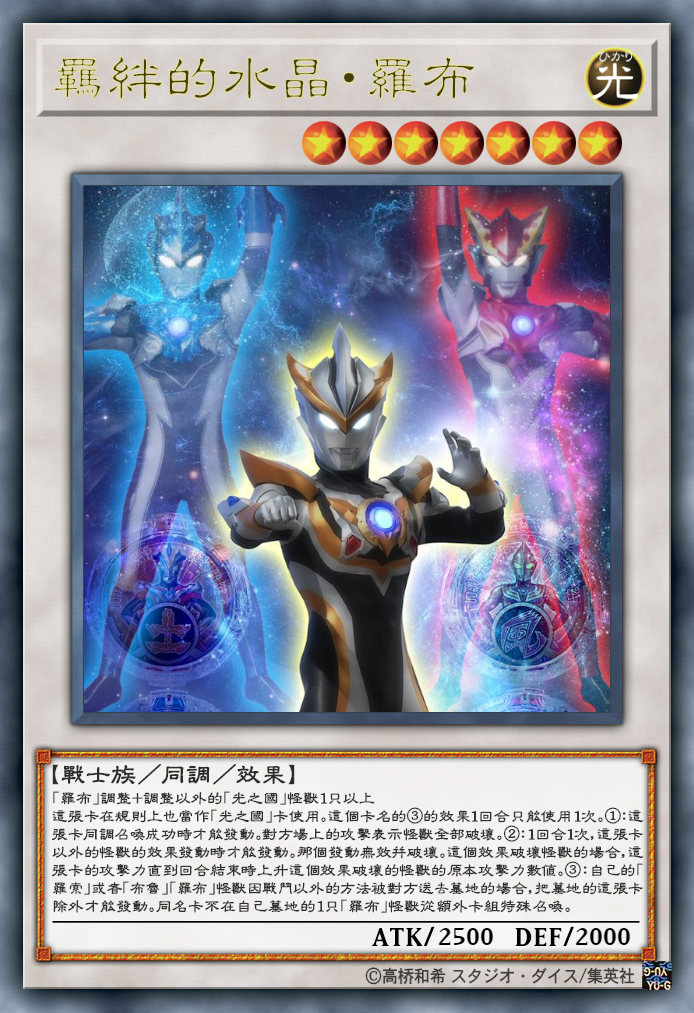 羈絆的水晶・羅布
ひかり
光
【戰士族／同調／效果】
「羅布」調整+調整以外的「光之國」怪獸1只以上
這張卡在規則上也當作「光之國」卡使用。這個卡名的③的效果1回合只能使用1次。①:這
張卡同調召喚成功時才能發動。對方場上的攻擊表示怪獸全部破壞。②:1回合1次,這張卡
以外的怪獸的效果發動時才能發動。那個發動無效并破壞。這個效果破壞怪獸的場合,這
張卡的攻擊力直到回合結束時上升這個效果破壞的怪獸的原本攻擊力數值。③:自己的「
羅索」或者「布魯」「羅布」怪獸因戰鬥以外的方法被對方送去墓地的場合,把墓地的這張卡
除外才能發動。同名卡不在自己墓地的1只「羅布」怪獸從額外卡組特殊召喚。
ATK/2500 DEF/2000
©高桥和希 スタジオ・ダイス/集英社
YU-G